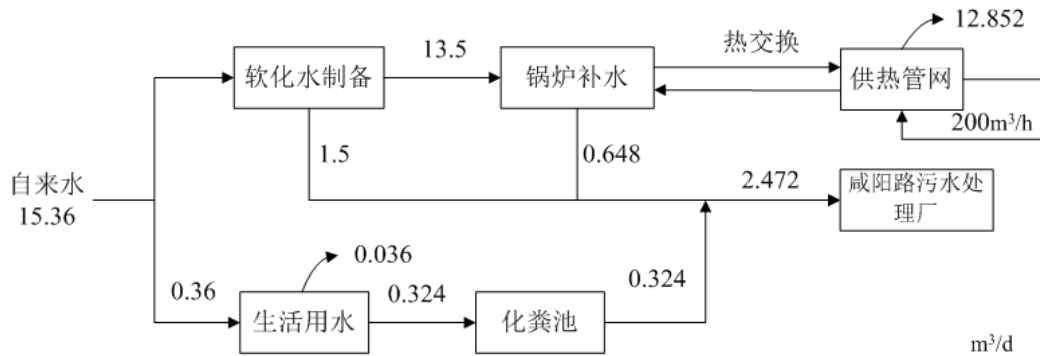 12.852
13.5
热交换
软化水制备
锅炉补水
供热管网
200m³/h
1.5
0.648
自来水
15.36
2.472
咸阳路污水处
理厂
0.036
0.36
0.324
0.324
生活用水
化粪池
m³/d